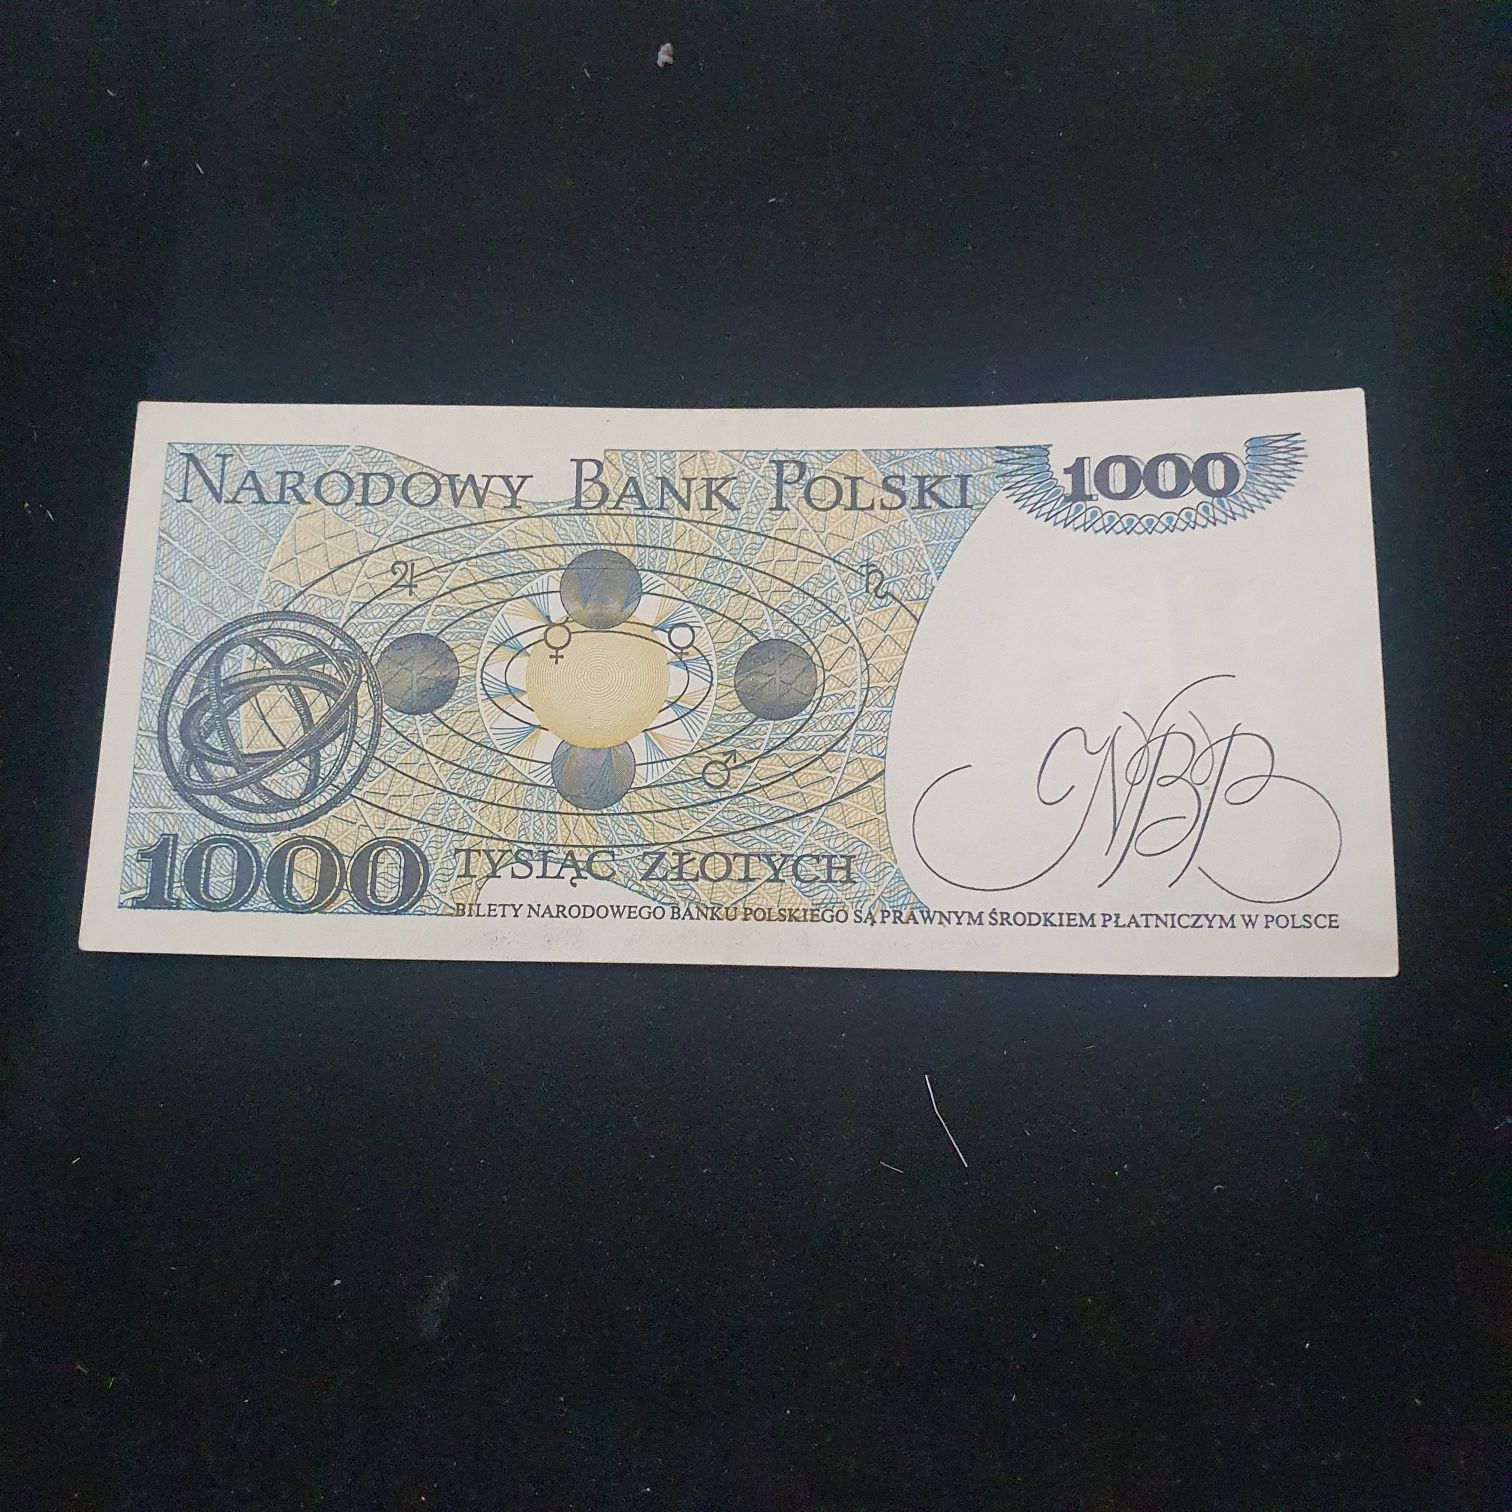 NARODOWY BANK POLSKI
1000
NBP
1000
TYSIĄC ZŁOTYCH
BILETY NARODOWEGO BANKU POLSKIEGO SĄ PRAWNYM ŚRODKIEM PŁATNICZYM W POLSCE